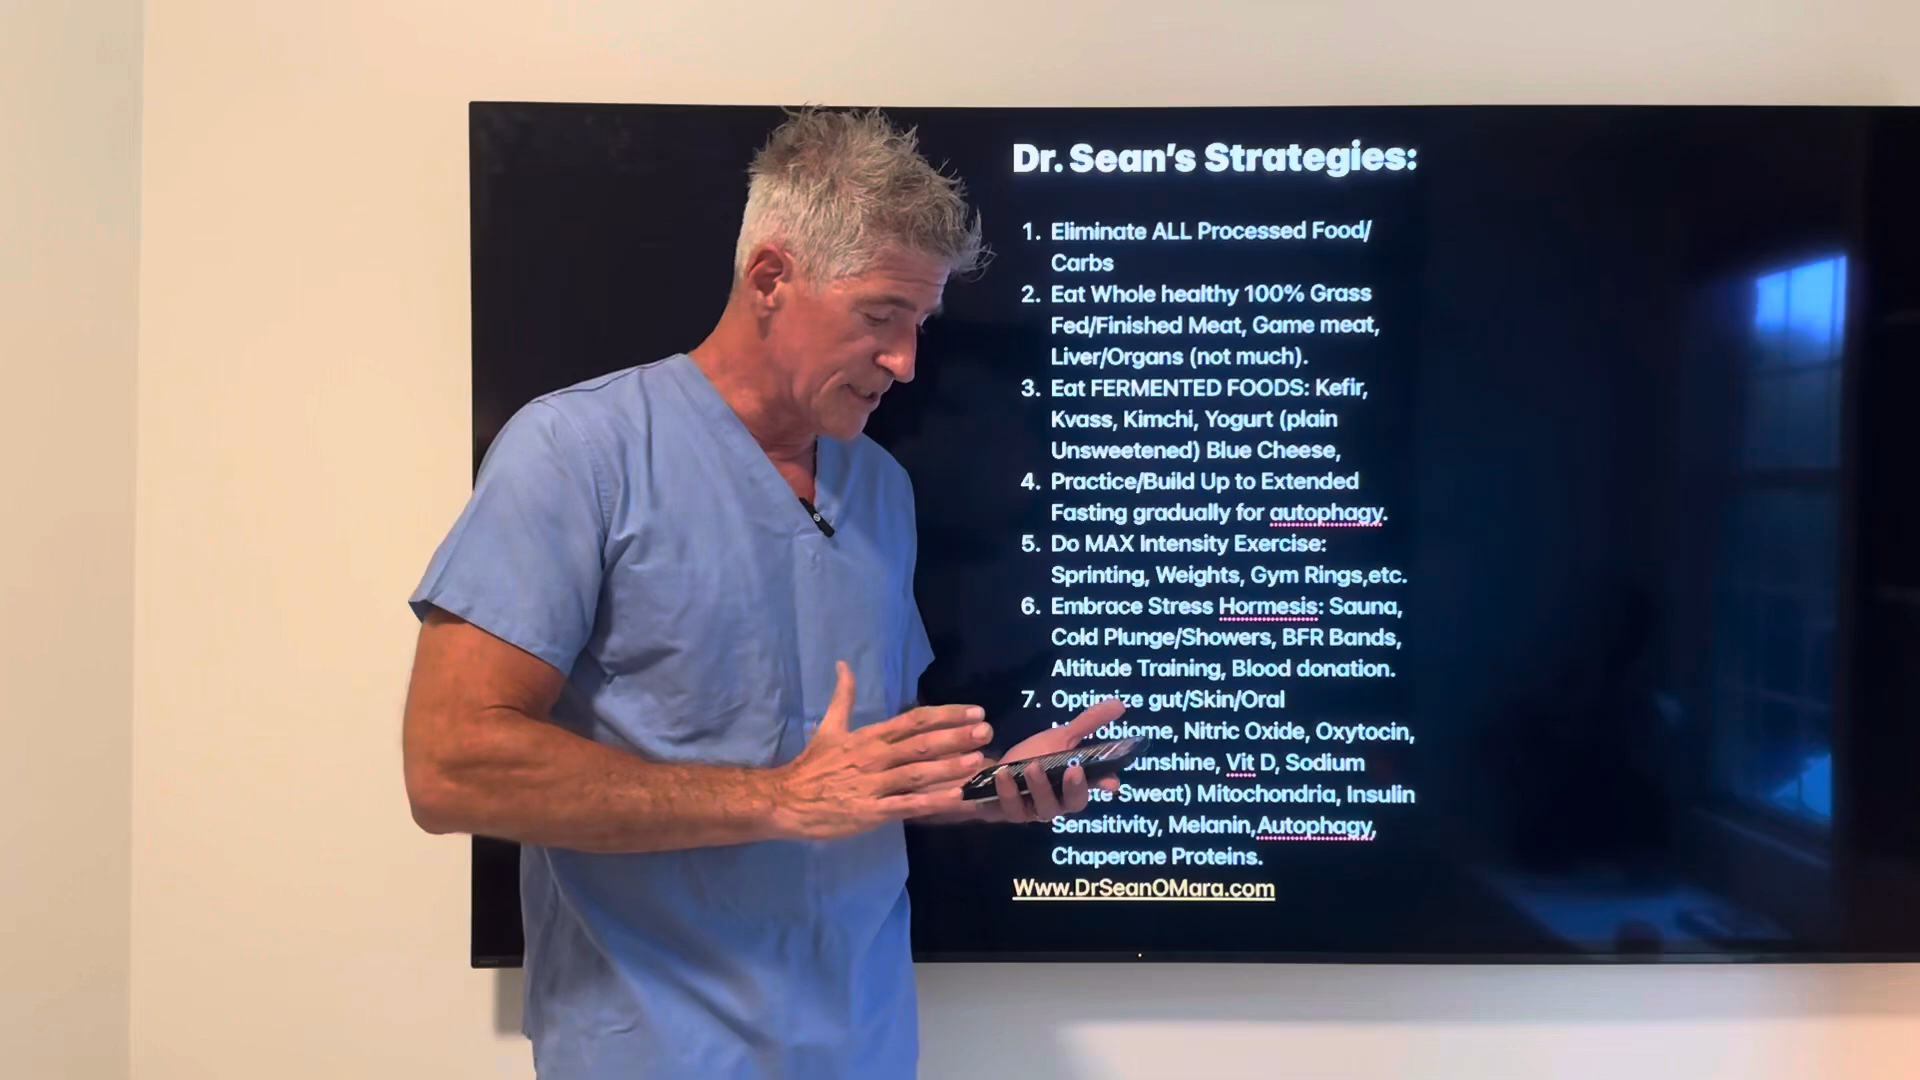 Dr. Sean's Strategies:
1. Eliminate ALL Processed Food/
Carbs
2. Eat Whole healthy 100% Grass
Fed/Finished Meat, Game meat,
Liver/Organs (not much).
3. Eat FERMENTED FOODS: Kefir,
Kvass, Kimchi, Yogurt (plain
Unsweetened) Blue Cheese,
4. Practice/Build Up to Extended
Fasting gradually for autophagy.
5. Do MAX Intensity Exercise:
Sprinting, Weights, Gym Rings,etc.
6. Embrace Stress Hormesis: Sauna,
Cold Plunge/Showers, BFR Bands,
Altitude Training, Blood donation.
7. Optimize gut/Skin/Oral
Nitric Oxide, Oxytocin,
Vit D, Sodium
Sweat) Mitochondria, Insulin
Sensitivity, Melanin,Autophagy,
Chaperone Proteins.
Www.DrSeanOMara.com